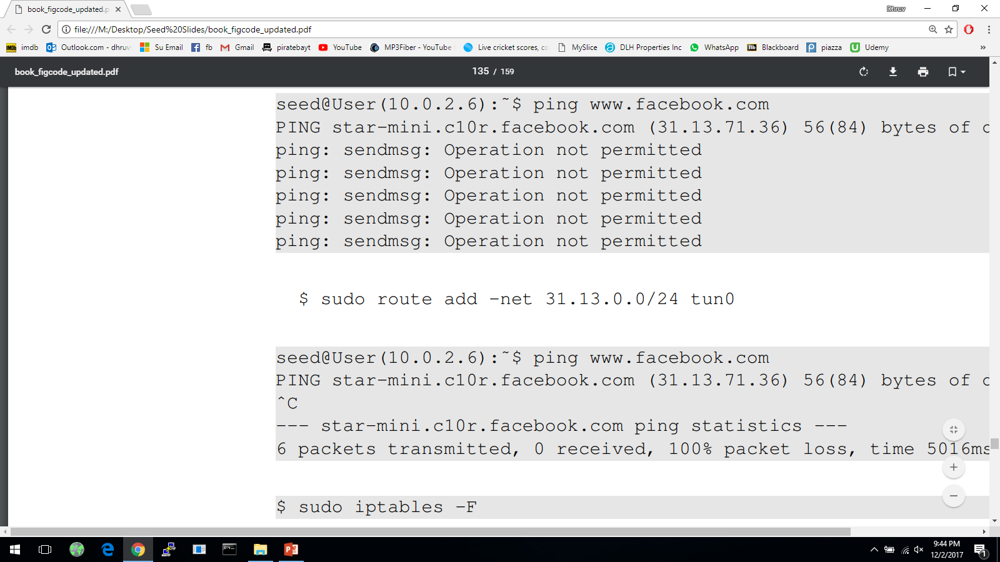 book_figcode_updated.p
Dhruv
file:///M:/Desktop/Seed%20Slides/book_figcode_updated.pdf
imdb Outlook.com - dhruv Su Email fb Gmail piratebayt YouTube MP3Fiber - YouTube Live cricket scores, co MySlice DLH Properties Inc WhatsApp Bb Blackboard piazza Udemy »
book_figcode_updated.pdf 135 / 159
seed@User(10.0.2.6):~$ ping www.facebook.com
PING star-mini.c10r.facebook.com (31.13.71.36) 56(84) bytes of
ping: sendmsg: Operation not permitted
ping: sendmsg: Operation not permitted
ping: sendmsg: Operation not permitted
ping: sendmsg: Operation not permitted
ping: sendmsg: Operation not permitted
$ sudo route add -net 31.13.0.0/24 tun0
seed@User(10.0.2.6):~$ ping www.facebook.com
PING star-mini.c10r.facebook.com (31.13.71.36) 56(84) bytes of
^C
--- star-mini.c10r.facebook.com ping statistics ---
6 packets transmitted, 0 received, 100% packet loss, time 5016ms
$ sudo iptables -F
9:44 PM
12/2/2017
1